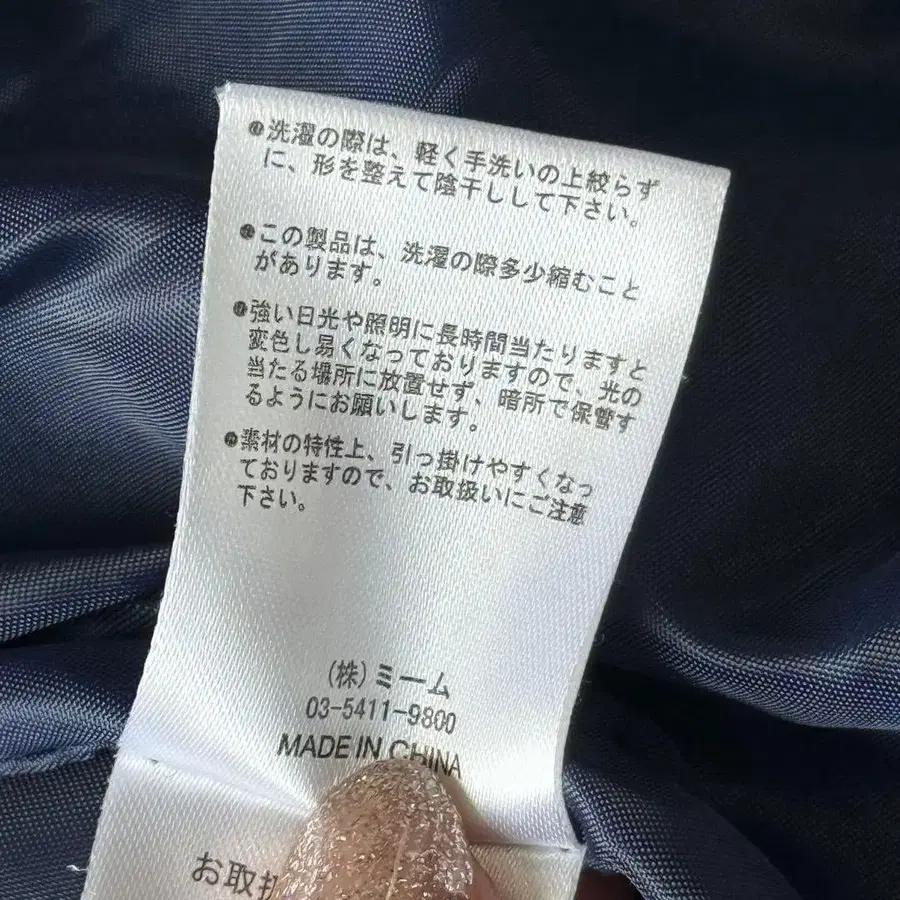 ●洗濯の際は、軽く手洗いの上絞らず
に、形を整えて陰干しして下さい。
●この製品は、洗濯の際多少縮むこと
があります。
●強い日光や照明に長時間当たりますと
変色し易くなっておりますので、光の
当たる場所に放置せず、暗所で保管す
るようにお願いします。
●素材の特性上、引っ掛けやすくなっ
ておりますので、お取扱いにご注意
下さい。
(株)ミーム
03-5411-9800
MADE IN CHINA
お取扱